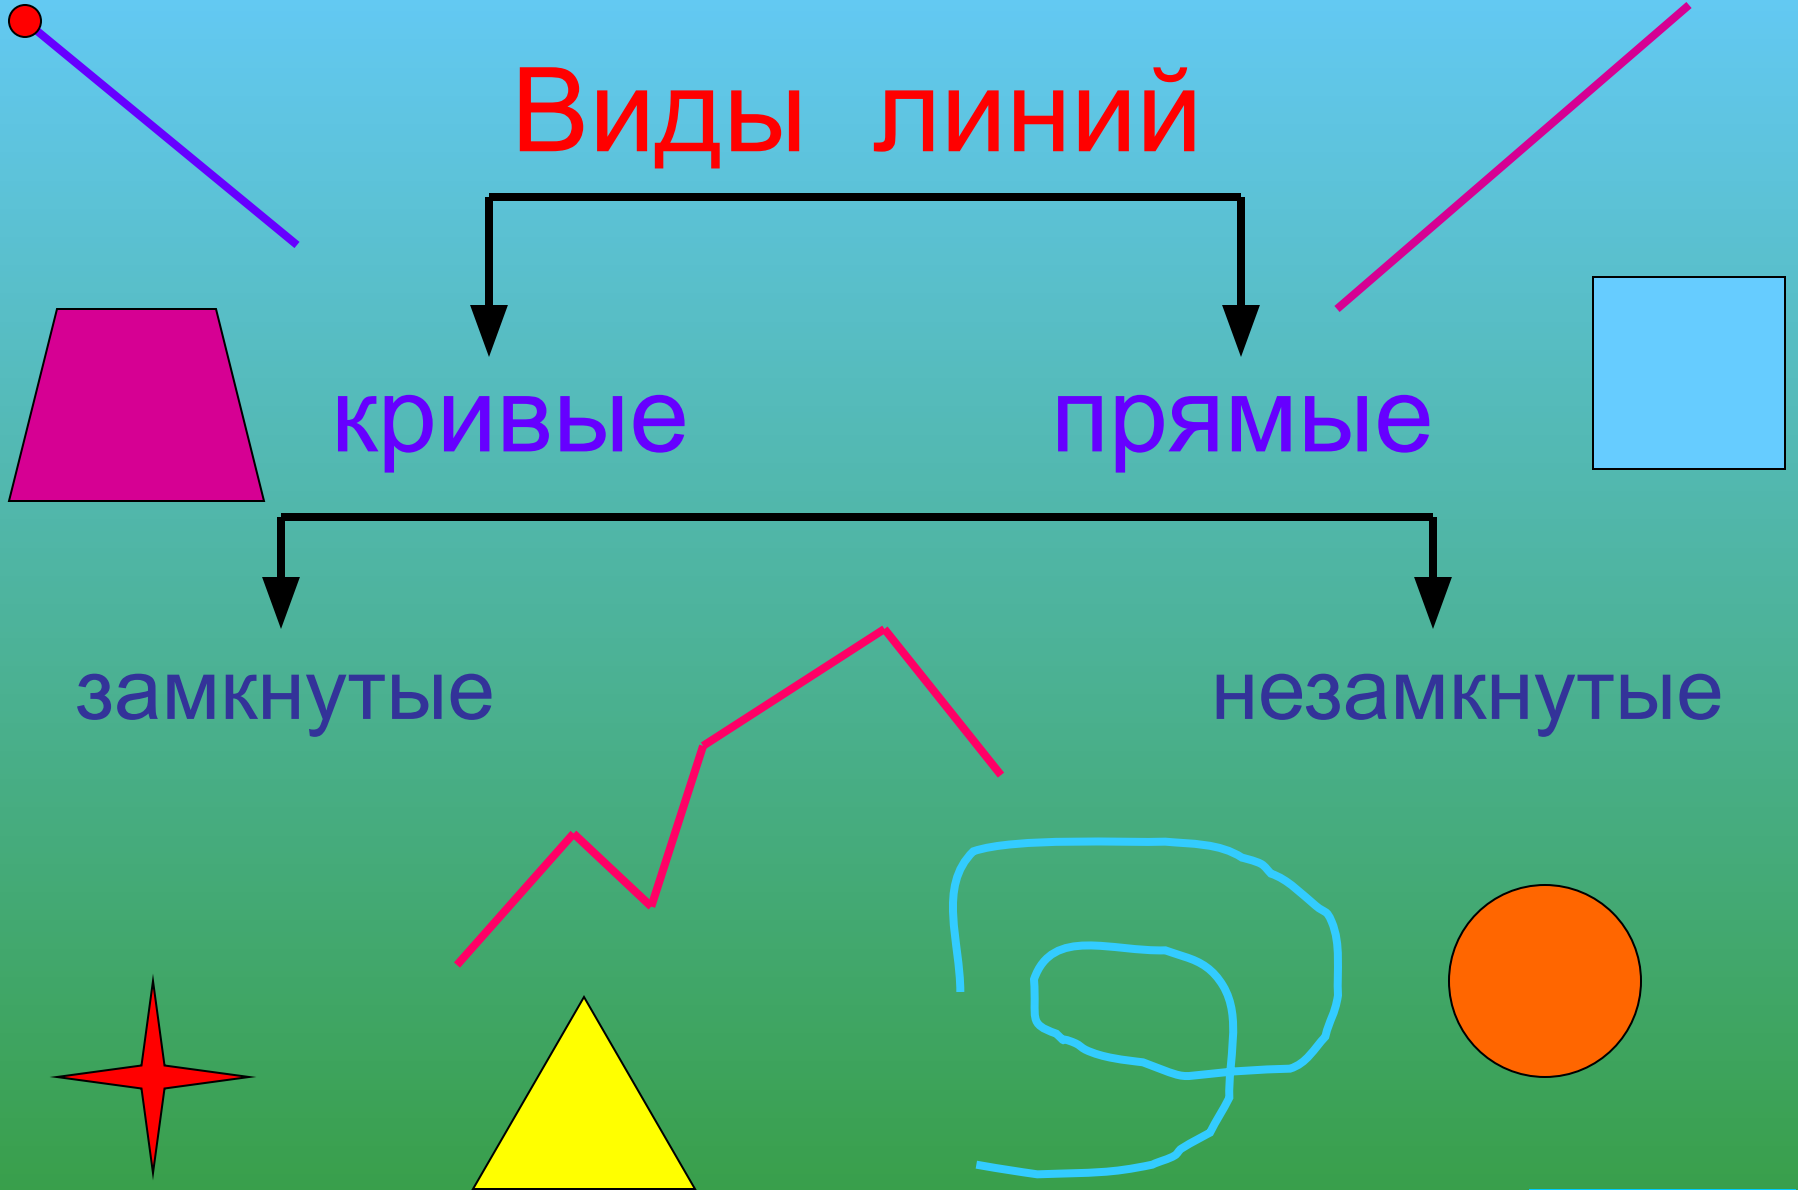 Виды линий
кривые прямые
замкнутые незамкнутые